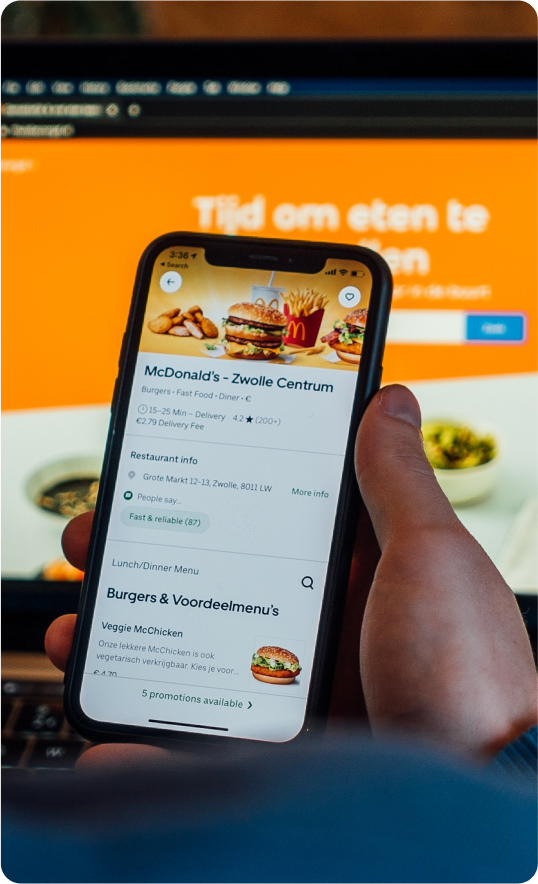 Tijd om eten te
3:36
Search
McDonald's - Zwolle Centrum
Burgers • Fast Food • Diner • €
15–25 Min – Delivery 4.2 ★ (200+)
€2.79 Delivery Fee
Restaurant info
Grote Markt 12-13, Zwolle, 8011 LW More info
People say...
Fast & reliable (87)
Lunch/Dinner Menu
Burgers & Voordeelmenu's
Veggie McChicken
Onze lekkere McChicken is ook
vegetarisch verkrijgbaar. Kies je voor...
€ 4.70
5 promotions available